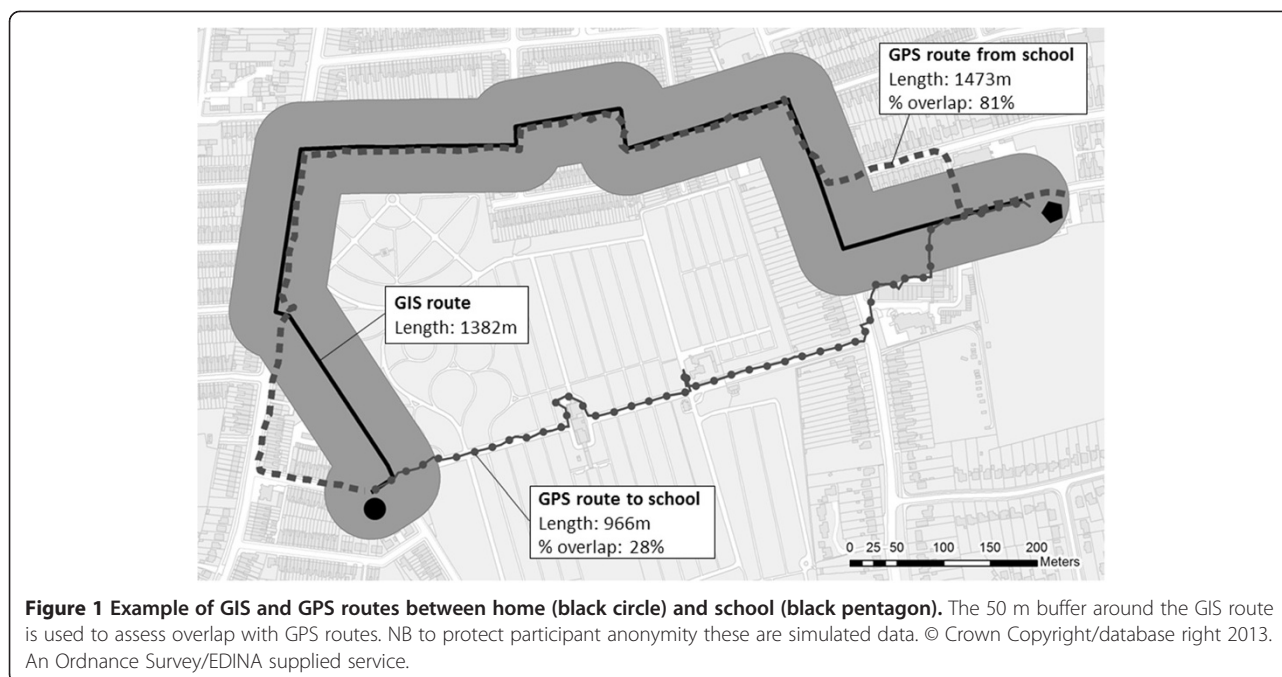 GPS route from school
Length: 1473m
% overlap: 81%
GIS route
Length: 1382m
GPS route to school
Length: 966m
% overlap: 28%
0 25 50 100 150 200
Meters
Figure 1 Example of GIS and GPS routes between home (black circle) and school (black pentagon). The 50 m buffer around the GIS route
is used to assess overlap with GPS routes. NB to protect participant anonymity these are simulated data. © Crown Copyright/database right 2013.
An Ordnance Survey/EDINA supplied service.